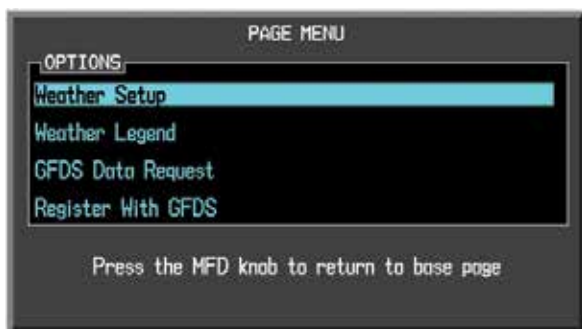 PAGE MENU
OPTIONS
Weather Setup
Weather Legend
GFDS Data Request
Register With GFDS
Press the MFD knob to return to base page